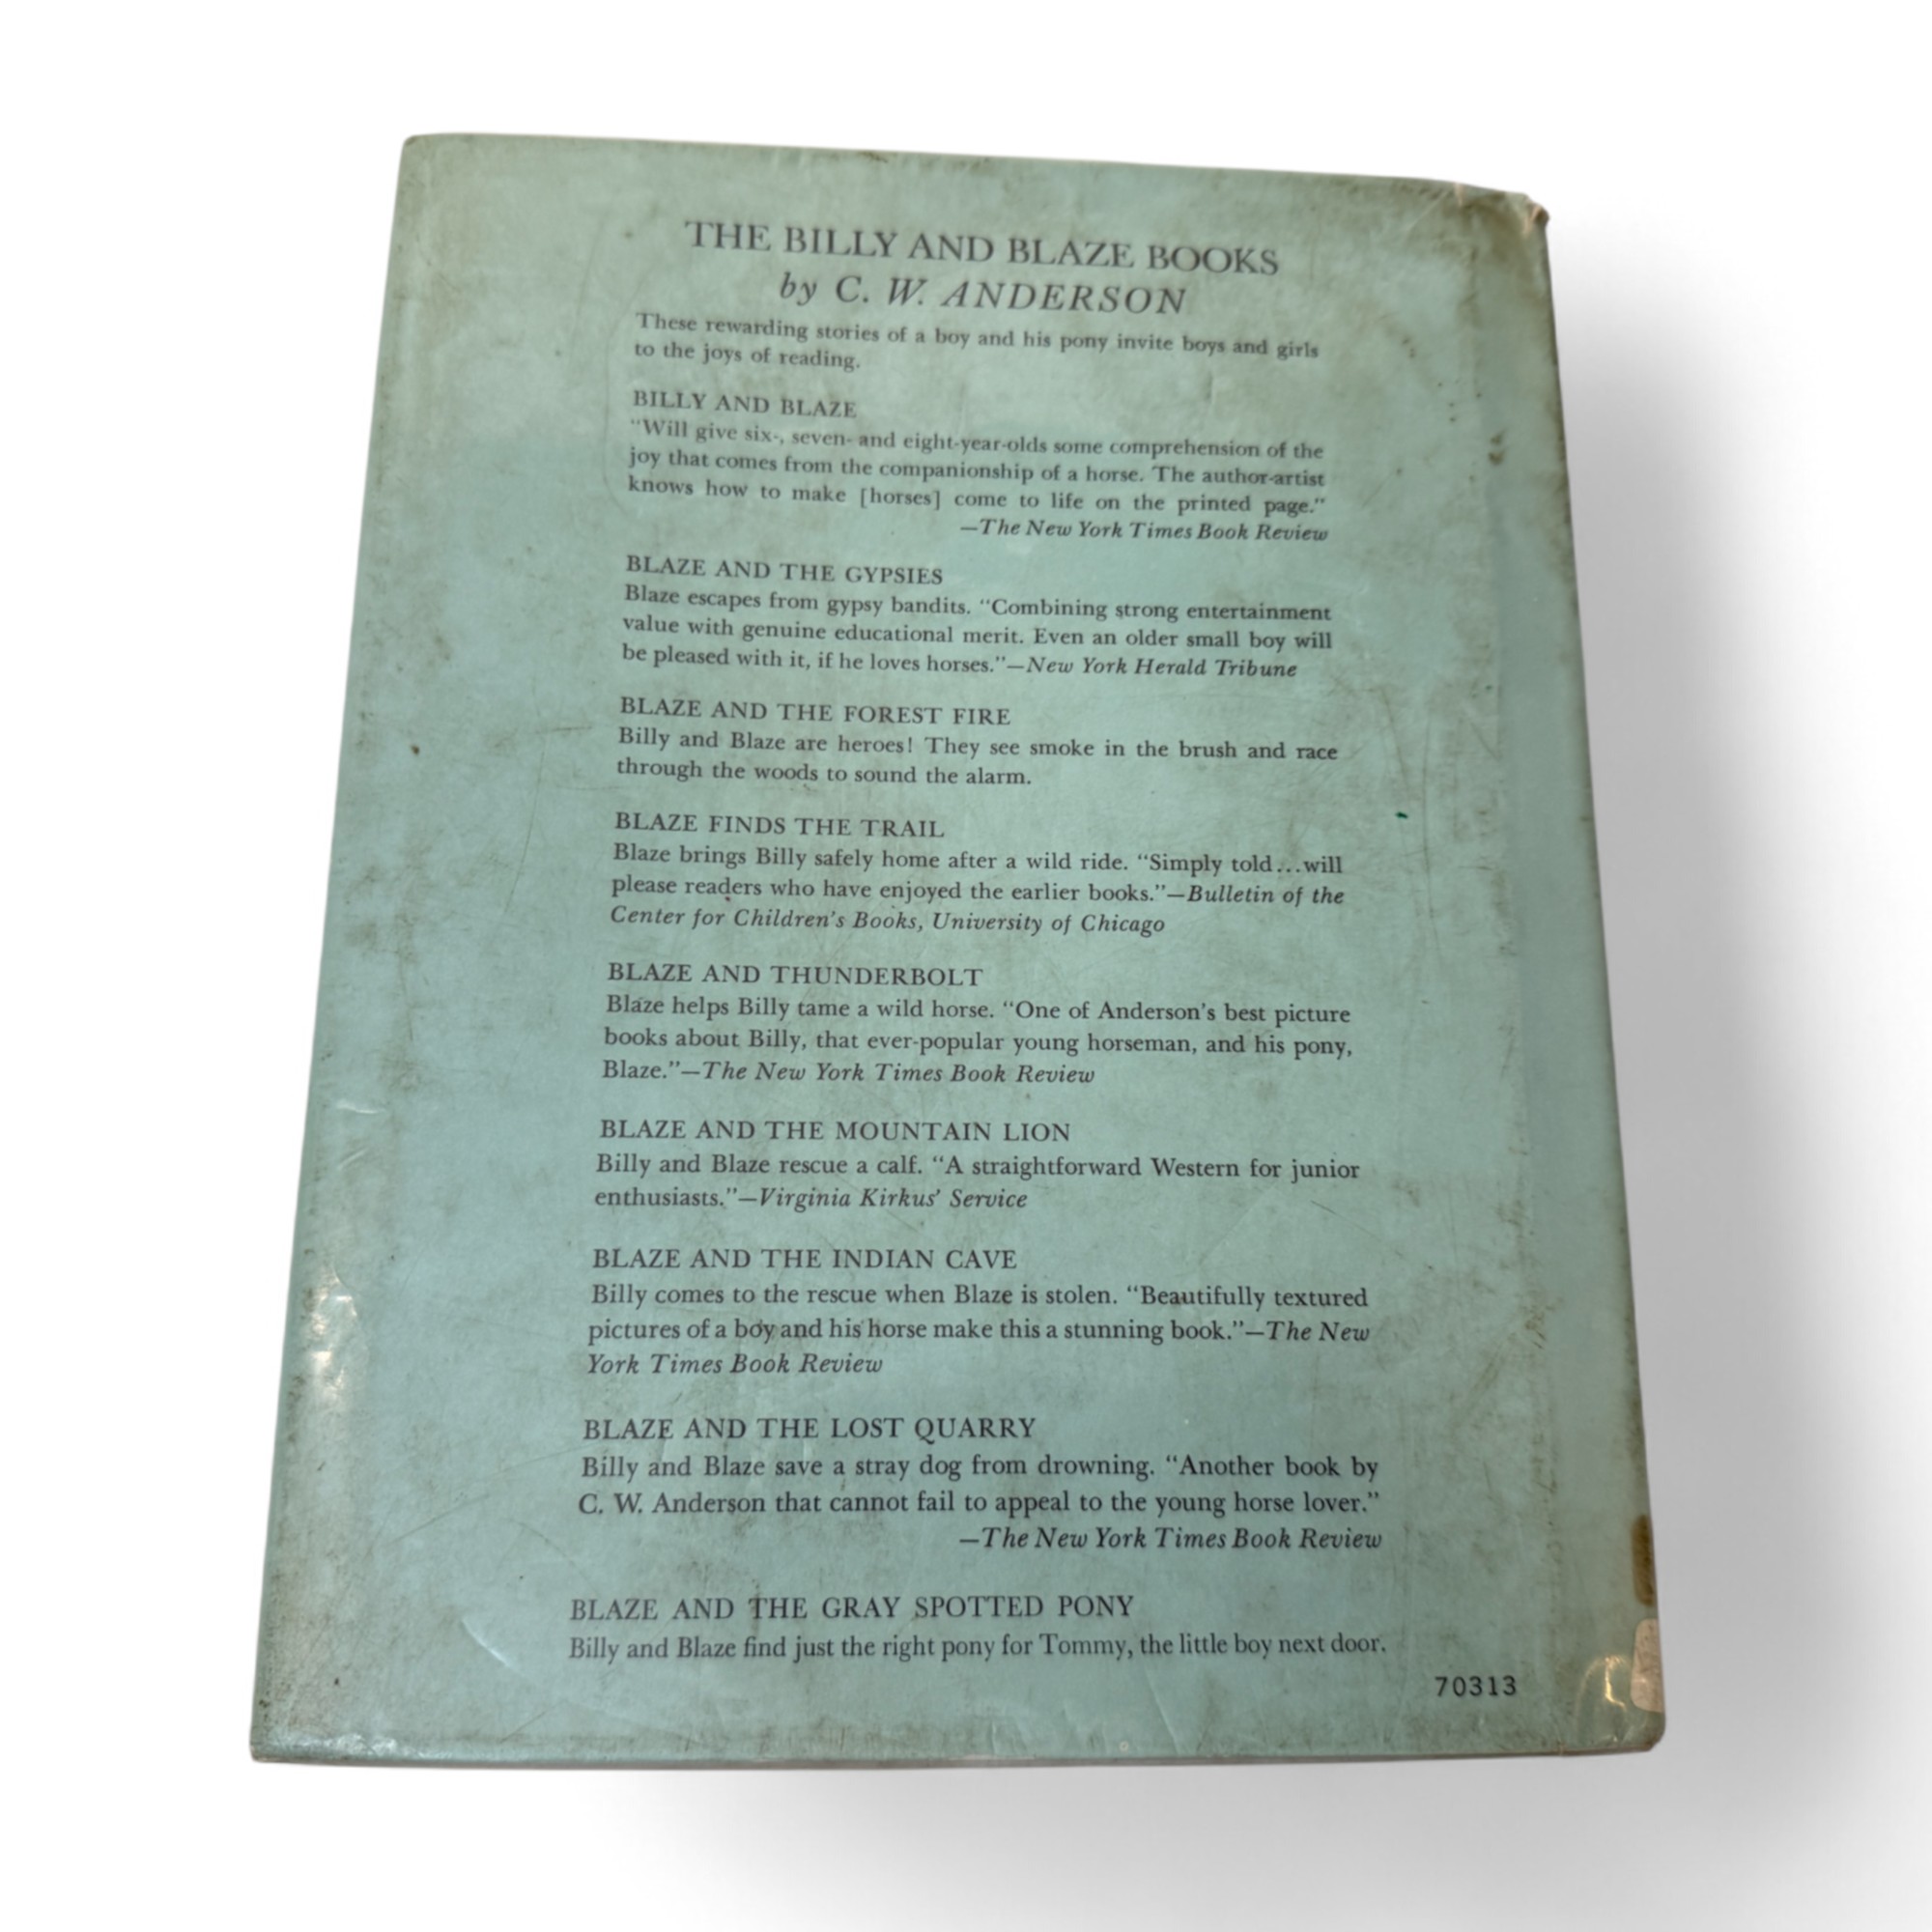 THE BILLY AND BLAZE BOOKS
by C. W. ANDERSON
These rewarding stories of a boy and his pony invite boys and girls
to the joys of reading.
BILLY AND BLAZE
"Will give six-, seven- and eight-year-olds some comprehension of the
joy that comes from the companionship of a horse. The author-artist
knows how to make [horses] come to life on the printed page."
—The New York Times Book Review
BLAZE AND THE GYPSIES
Blaze escapes from gypsy bandits. "Combining strong entertainment
value with genuine educational merit. Even an older small boy will
be pleased with it, if he loves horses."—New York Herald Tribune
BLAZE AND THE FOREST FIRE
Billy and Blaze are heroes! They see smoke in the brush and race
through the woods to sound the alarm.
BLAZE FINDS THE TRAIL
Blaze brings Billy safely home after a wild ride. "Simply told...will
please readers who have enjoyed the earlier books."—Bulletin of the
Center for Children's Books, University of Chicago
BLAZE AND THUNDERBOLT
Blaze helps Billy tame a wild horse. "One of Anderson's best picture
books about Billy, that ever-popular young horseman, and his pony,
Blaze."—The New York Times Book Review
BLAZE AND THE MOUNTAIN LION
Billy and Blaze rescue a calf. "A straightforward Western for junior
enthusiasts."—Virginia Kirkus' Service
BLAZE AND THE INDIAN CAVE
Billy comes to the rescue when Blaze is stolen. "Beautifully textured
pictures of a boy and his horse make this a stunning book."—The New
York Times Book Review
BLAZE AND THE LOST QUARRY
Billy and Blaze save a stray dog from drowning. "Another book by
C. W. Anderson that cannot fail to appeal to the young horse lover."
—The New York Times Book Review
BLAZE AND THE GRAY SPOTTED PONY
Billy and Blaze find just the right pony for Tommy, the little boy next door.
70313